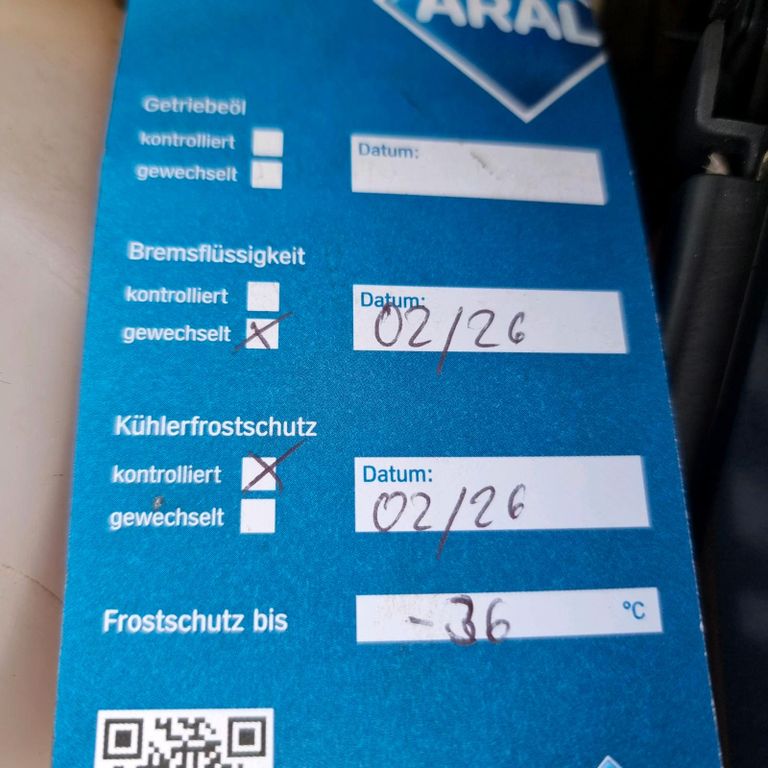 ARAL
Getriebeöl
kontrolliert
gewechselt
Datum:
Bremsflüssigkeit
kontrolliert
gewechselt
Datum:
02/26
Kühlerfrostschutz
kontrolliert
gewechselt
Datum:
02/26
Frostschutz bis
-36 °C